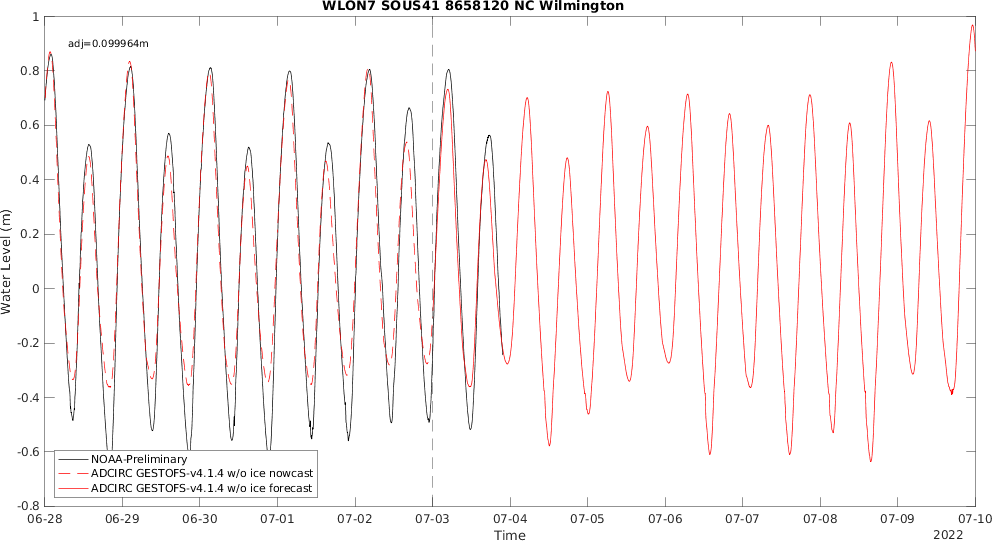 WLON7 SOUS41 8658120 NC Wilmington
adj=0.099964m
Water Level (m)
1
0.8
0.6
0.4
0.2
0
-0.2
-0.4
-0.6
-0.8
NOAA-Preliminary
ADCIRC GESTOFS-v4.1.4 w/o ice nowcast
ADCIRC GESTOFS-v4.1.4 w/o ice forecast
06-28 06-29 06-30 07-01 07-02 07-03 07-04 07-05 07-06 07-07 07-08 07-09 07-10
Time
2022